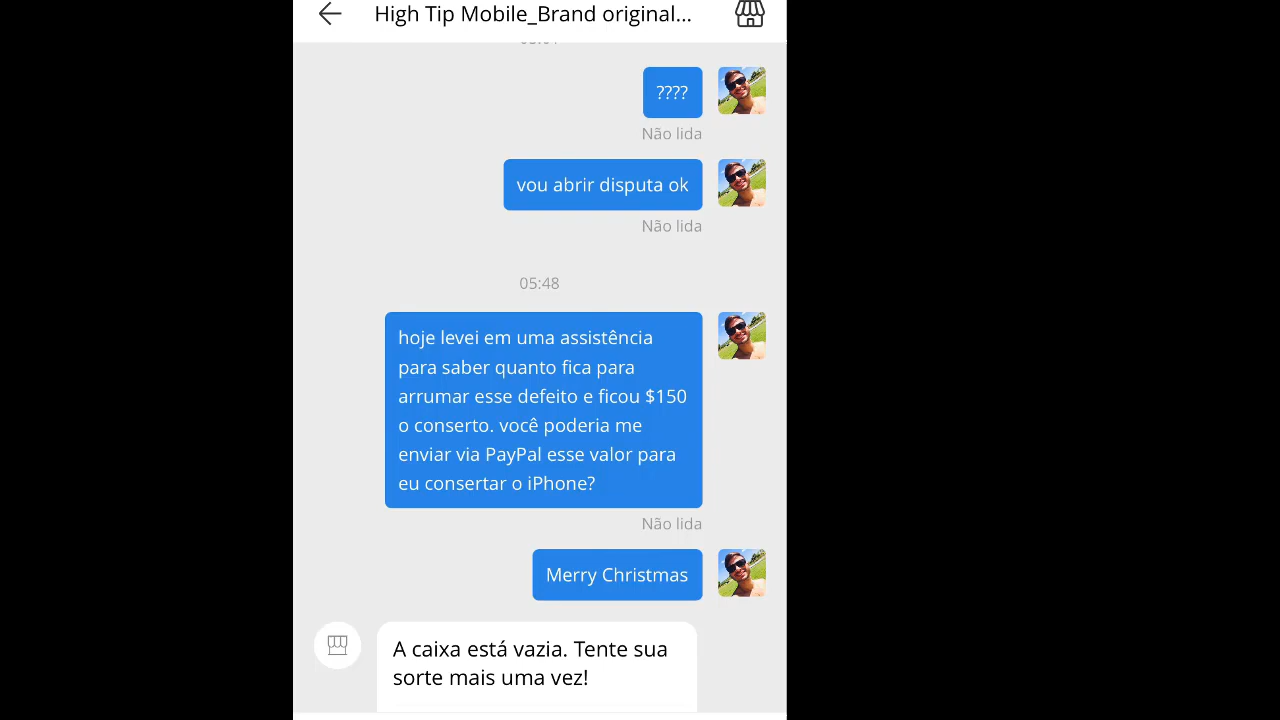 High Tip Mobile_Brand original...
????
Não lida
vou abrir disputa ok
Não lida
05:48
hoje levei em uma assistência
para saber quanto fica para
arrumar esse defeito e ficou $150
o conserto. você poderia me
enviar via PayPal esse valor para
eu consertar o iPhone?
Não lida
Merry Christmas
A caixa está vazia. Tente sua
sorte mais uma vez!